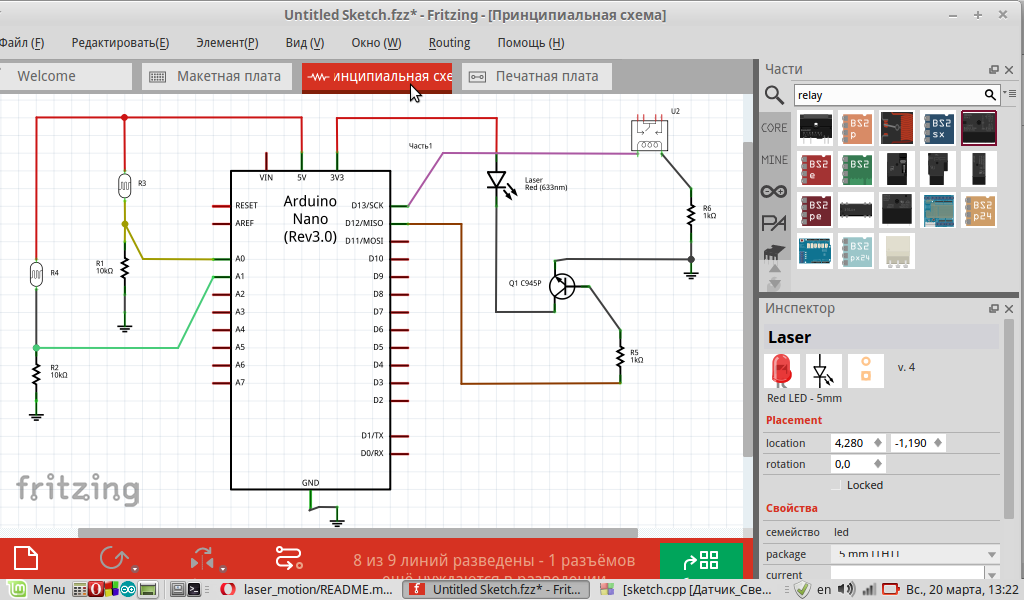 Untitled Sketch.fzz* - Fritzing - [Принципиальная схема]
Файл (F) Редактировать(E) Элемент(P) Вид (V) Окно (W) Routing Помощь (H)
Welcome Макетная плата инципиальная схе Печатная плата
Части
relay
CORE
MINE
PA
U2
Часть1
R3
VIN 5V 3V3
Laser
Red (633nm)
Arduino
Nano
(Rev3.0)
RESET
AREF
A0
A1
A2
A3
A4
A5
A6
A7
D13/SCK
D12/MISO
D11/MOSI
D10
D9
D8
D7
D6
D5
D4
D3
D2
D1/TX
D0/RX
GND
R6
1kΩ
R1
10kΩ
R4
Q1 C945P
R5
1kΩ
R2
10kΩ
fritzing
Инспектор
Laser
v. 4
Red LED - 5mm
Placement
location 4,280 -1,190
rotation 0,0
Locked
Свойства
семейство led
package 5 mm [THT]
current
8 из 9 линий разведены - 1 разъёмов
ещё нуждаются в разведении
Menu laser_motion/README.m... Untitled Sketch.fzz* - Frit... [sketch.cpp [Датчик_Све... en Вс., 20 марта, 13:22